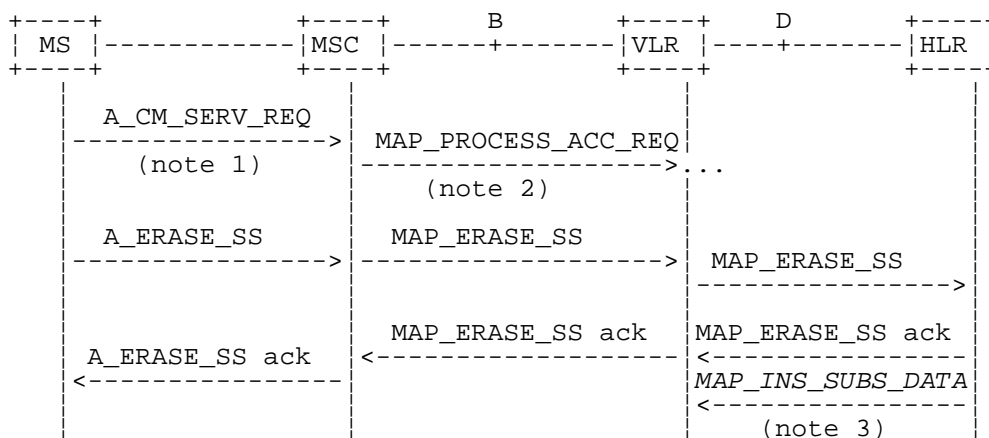 B D
MS MSC VLR HLR
A_CM_SERV_REQ
MAP_PROCESS_ACC_REQ
(note 1) ...
(note 2)
A_ERASE_SS MAP_ERASE_SS
MAP_ERASE_SS
MAP_ERASE_SS ack MAP_ERASE_SS ack
A_ERASE_SS ack
MAP_INS_SUBS_DATA
(note 3)